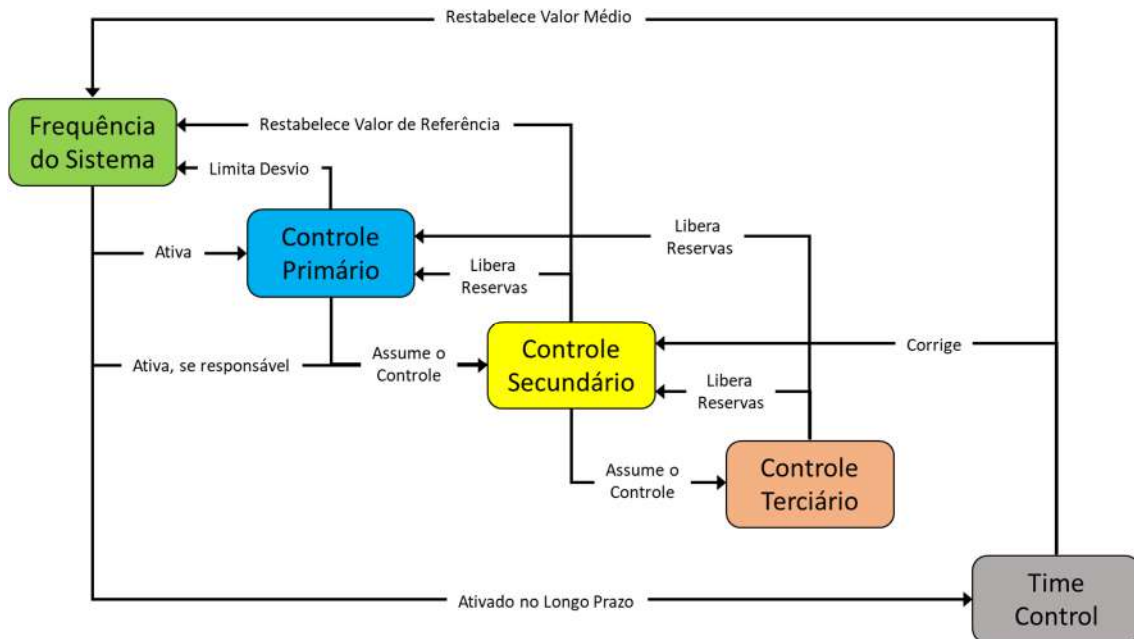 Restabelece Valor Médio
Frequência
do Sistema
Restabelece Valor de Referência
Limita Desvio
Controle
Primário
Libera
Reservas
Ativa
Libera
Reservas
Controle
Secundário
Corrige
Ativa, se responsável
Assume o
Controle
Libera
Reservas
Controle
Terciário
Assume o
Controle
Time
Control
Ativado no Longo Prazo